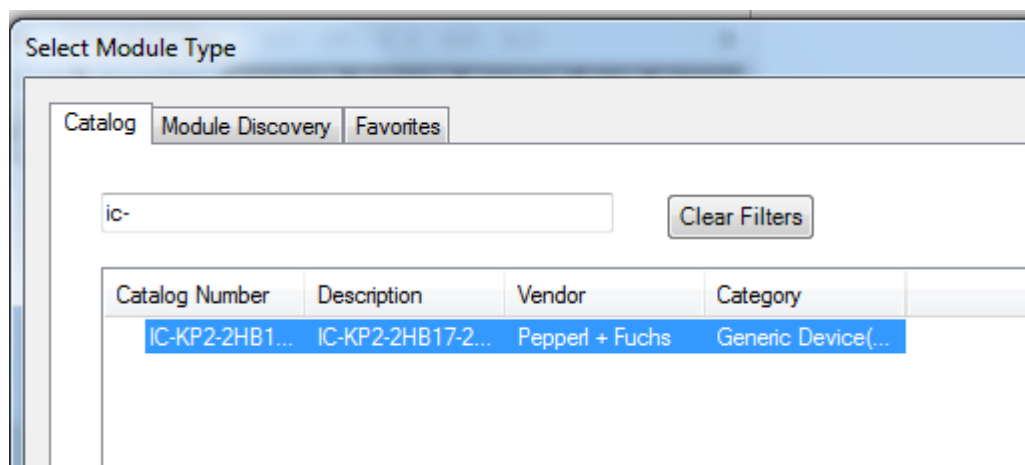 Select Module Type
Catalog Module Discovery Favorites
ic- Clear Filters
Catalog Number Description Vendor Category
IC-KP2-2HB1... IC-KP2-2HB17-2... Pepperl + Fuchs Generic Device(...